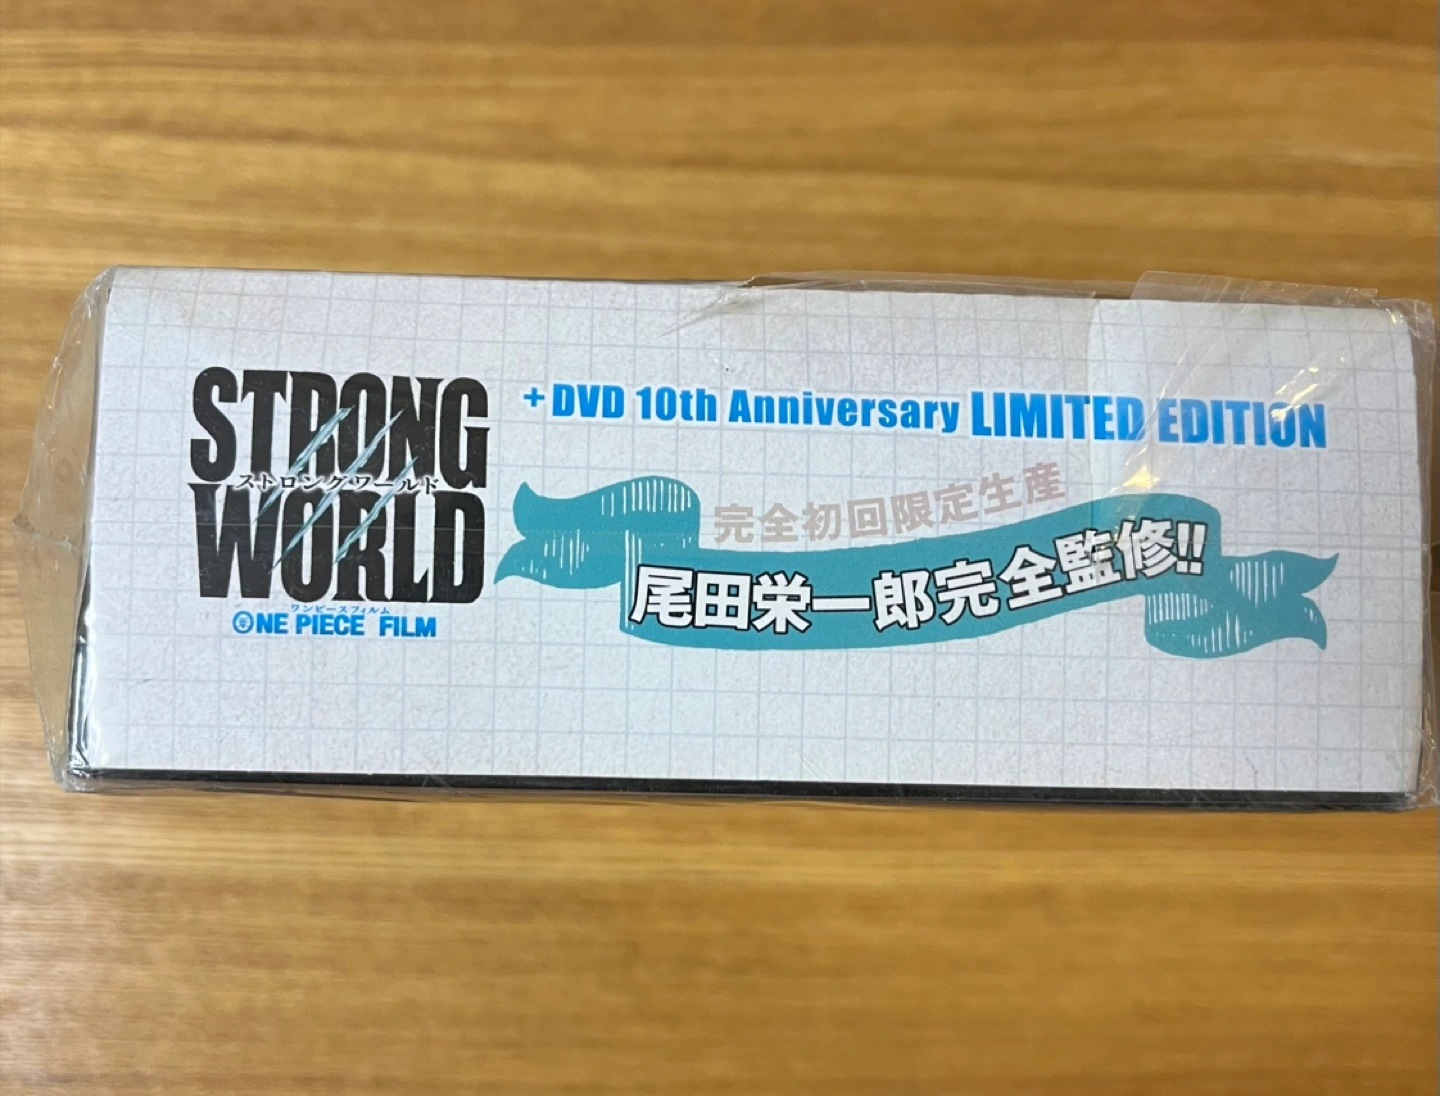 STRONG
ストロングワールド
WORLD
ワンピースフィルム
ONE PIECE FILM
+DVD 10th Anniversary LIMITED EDITION
完全初回限定生産
尾田栄一郎完全監修!!